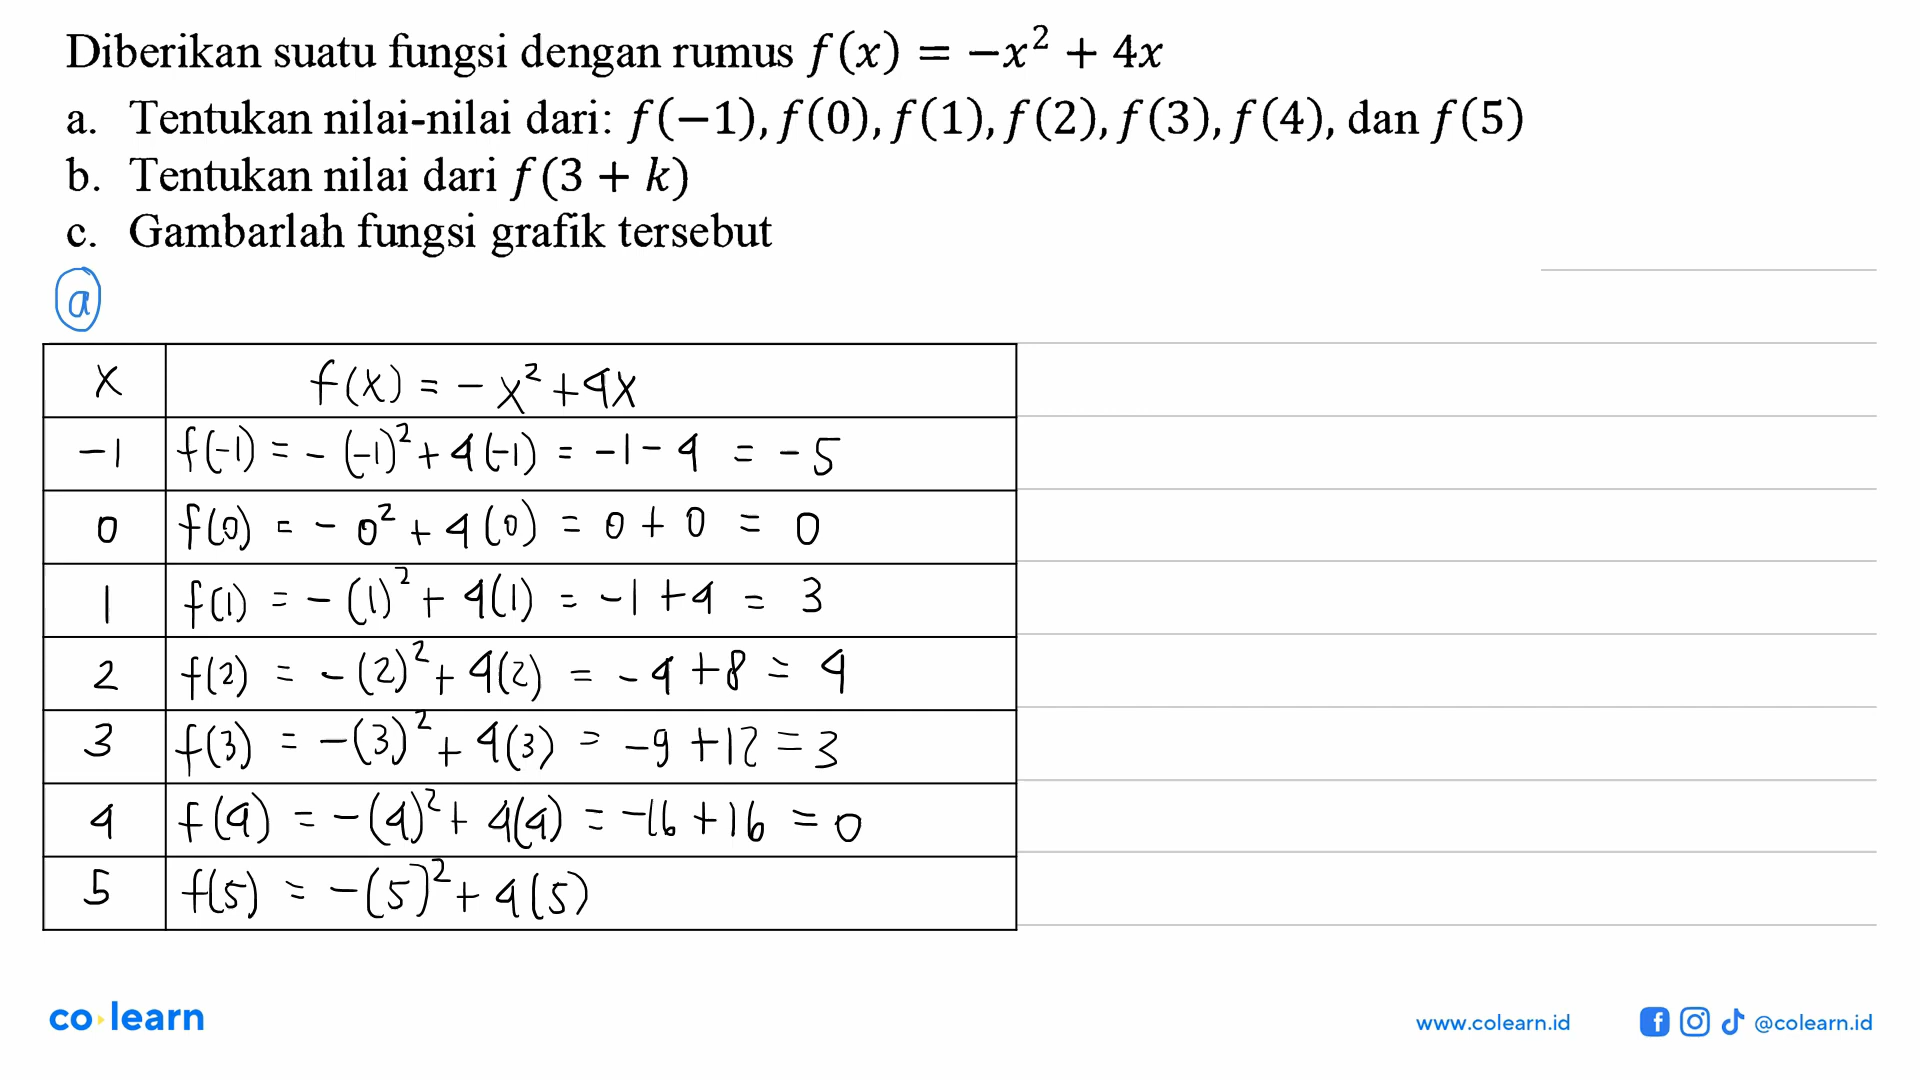 Diberikan suatu fungsi dengan rumus f(x) = −x² + 4x
a. Tentukan nilai-nilai dari: f(−1), f(0), f(1), f(2), f(3), f(4), dan f(5)
b. Tentukan nilai dari f(3 + k)
c. Gambarlah fungsi grafik tersebut
a
x f(x) = -x² + 4x
-1 f(-1) = -(-1)² + 4(-1) = -1 - 4 = -5
0 f(0) = -0² + 4(0) = 0 + 0 = 0
1 f(1) = -(1)² + 4(1) = -1 + 4 = 3
2 f(2) = -(2)² + 4(2) = -4 + 8 = 4
3 f(3) = -(3)² + 4(3) = -9 + 12 = 3
4 f(4) = -(4)² + 4(4) = -16 + 16 = 0
5 f(5) = -(5)² + 4(5)
co learn
www.colearn.id @colearn.id